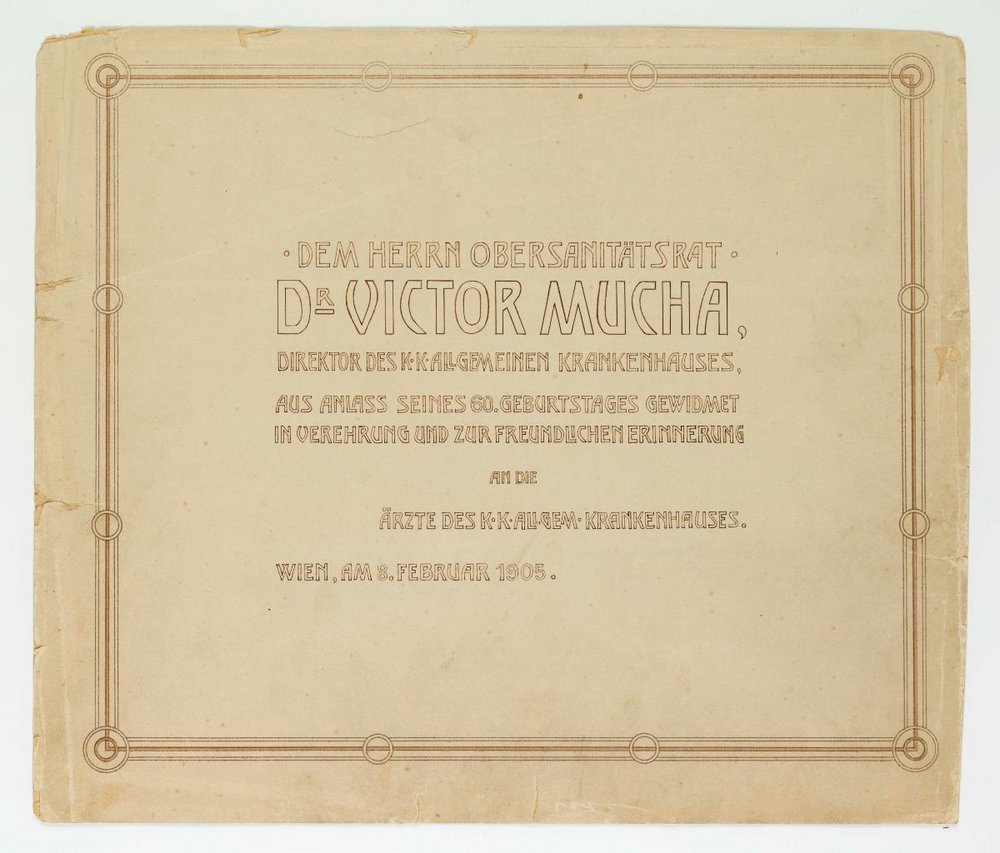 · DEM HERRN OBERSANITÄTSRAT ·
DR VICTOR MUCHA,
DIREKTOR DES K·K·ALLGEMEINEN KRANKENHAUSES,
AUS ANLASS SEINES 60. GEBURTSTAGES GEWIDMET
IN VEREHRUNG UND ZUR FREUNDLICHEN ERINNERUNG
AN DIE
ÄRZTE DES K·K·ALLGEM· KRANKENHAUSES.
WIEN, AM 8. FEBRUAR 1905.